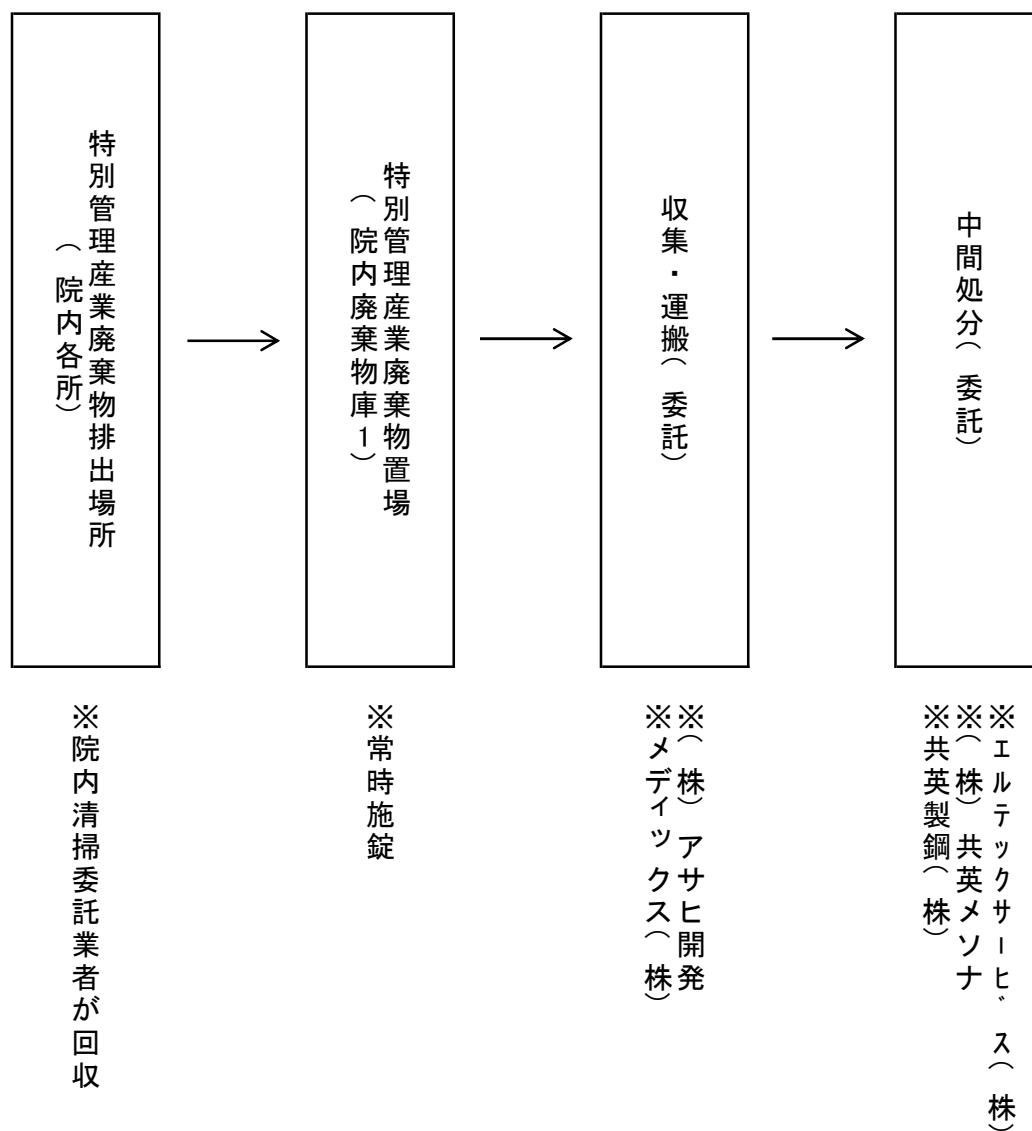 特別管理産業廃棄物排出場所
（院内各所）
特別管理産業廃棄物置場
（院内廃棄物庫1）
収集・運搬（委託）
中間処分（委託）
※院内清掃委託業者が回収
※常時施錠
※（株）アサヒ開発
※メディックス（株）
※エルテックサービス（株）
※（株）共英メソナ
※共英製鋼（株）